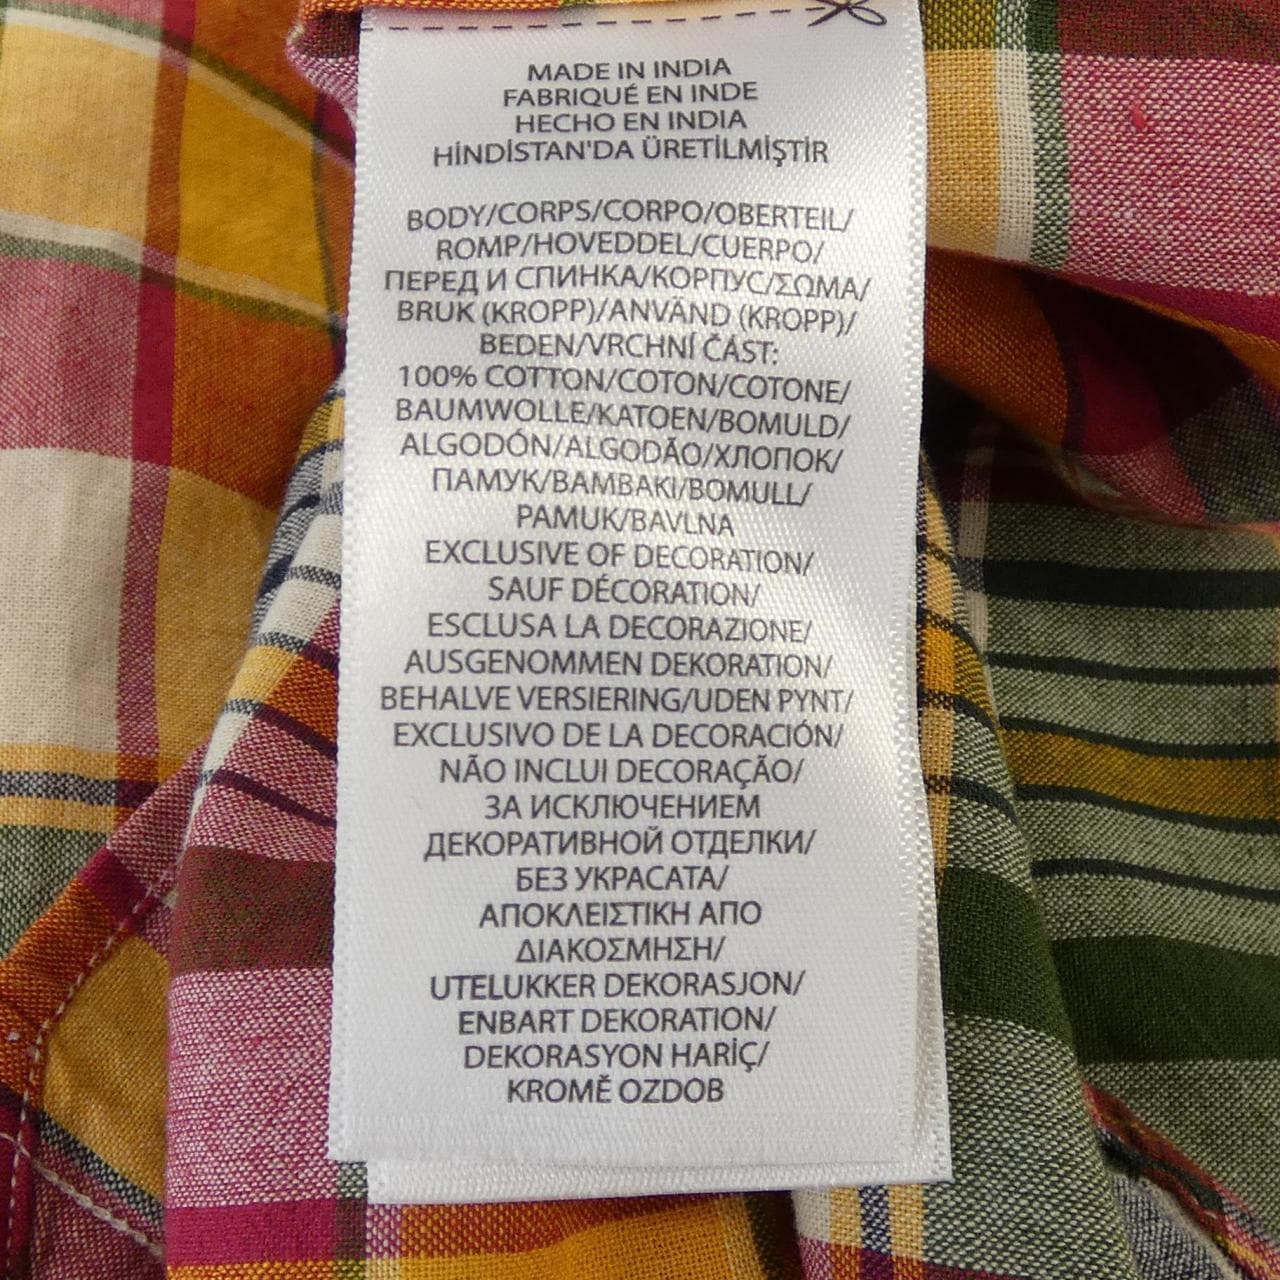 MADE IN INDIA
FABRIQUÉ EN INDE
HECHO EN INDIA
HİNDİSTAN'DA ÜRETİLMİŞTİR
BODY/CORPS/CORPO/OBERTEIL/
ROMP/HOVEDDEL/CUERPO/
ПЕРЕД И СПИНКА/КОРПУС/ΣΩΜΑ/
BRUK (KROPP)/ANVÄND (KROPP)/
BEDEN/VRCHNÍ ČÁST:
100% COTTON/COTON/COTONE/
BAUMWOLLE/KATOEN/BOMULD/
ALGODÓN/ALGODÃO/ХЛОПОК/
ПАМУК/BAMBAKI/BOMULL/
PAMUK/BAVLNA
EXCLUSIVE OF DECORATION/
SAUF DÉCORATION/
ESCLUSA LA DECORAZIONE/
AUSGENOMMEN DEKORATION/
BEHALVE VERSIERING/UDEN PYNT/
EXCLUSIVO DE LA DECORACIÓN/
NÃO INCLUI DECORAÇÃO/
ЗА ИСКЛЮЧЕНИЕМ
ДЕКОРАТИВНОЙ ОТДЕЛКИ/
БЕЗ УКРАСАТА/
ΑΠΟΚΛΕΙΣΤΙΚΗ ΑΠΟ
ΔΙΑΚΟΣΜΗΣΗ/
UTELUKKER DEKORASJON/
ENBART DEKORATION/
DEKORASYON HARİÇ/
KROMĚ OZDOB